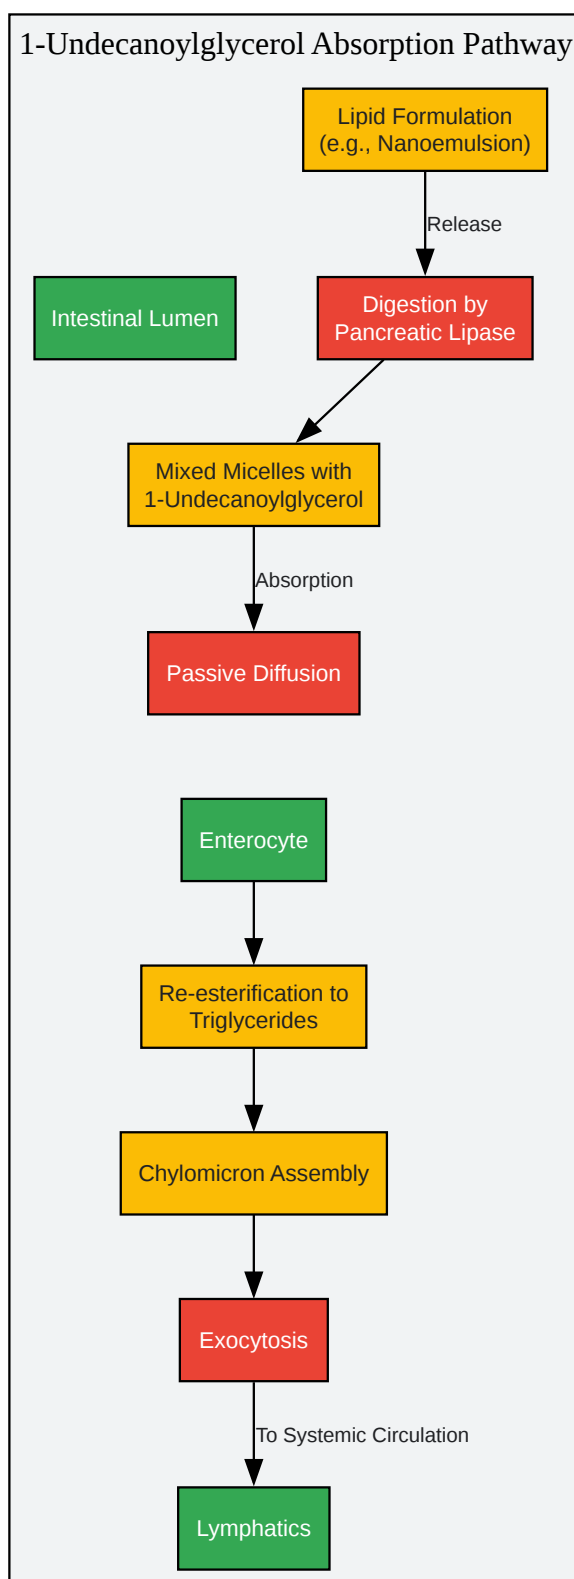 1-Undecanoylglycerol Absorption Pathway
Lipid Formulation
(e.g., Nanoemulsion)
Release
Intestinal Lumen
Digestion by
Pancreatic Lipase
Mixed Micelles with
1-Undecanoylglycerol
Absorption
Passive Diffusion
Enterocyte
Re-esterification to
Triglycerides
Chylomicron Assembly
Exocytosis
To Systemic Circulation
Lymphatics